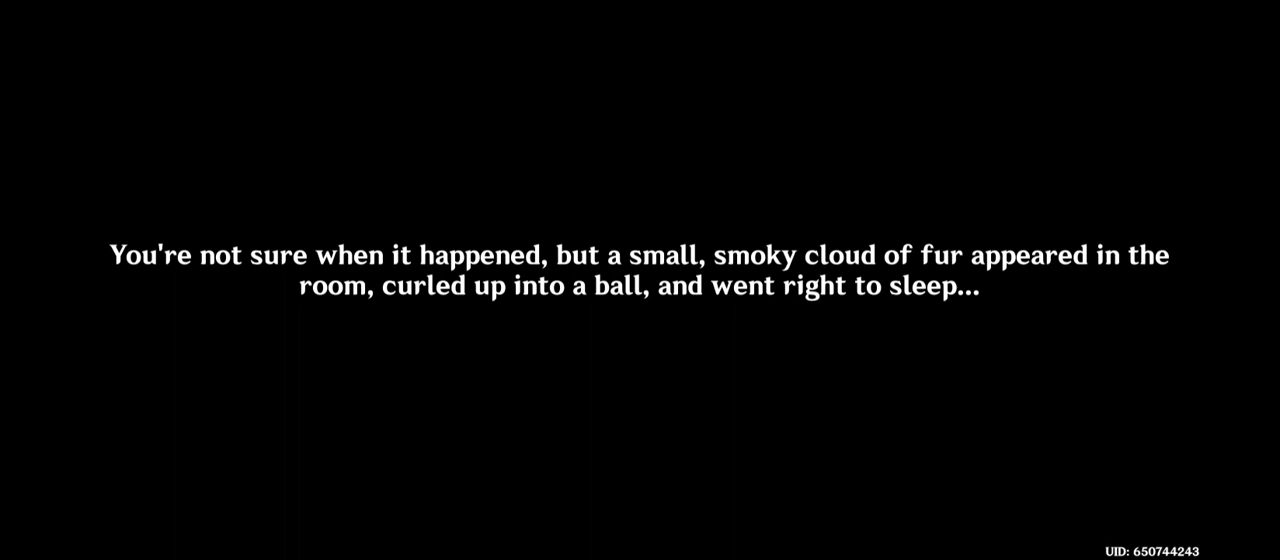 You're not sure when it happened, but a small, smoky cloud of fur appeared in the
room, curled up into a ball, and went right to sleep...
UID: 650744243